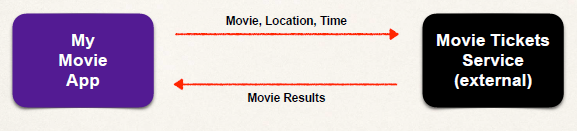 My
Movie
App
Movie, Location, Time
Movie Results
Movie Tickets
Service
(external)